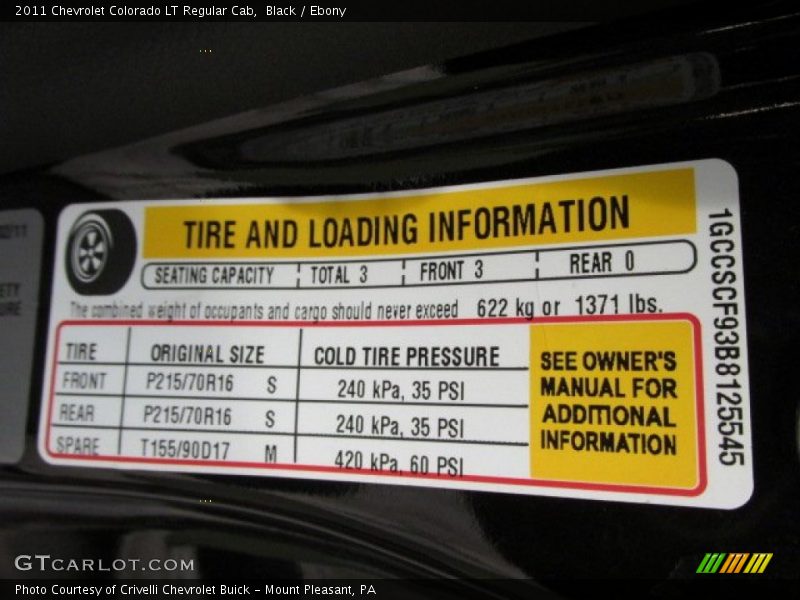 2011 Chevrolet Colorado LT Regular Cab, Black / Ebony
02/11
TIRE AND LOADING INFORMATION
SEATING CAPACITY TOTAL 3 FRONT 3 REAR 0
The combined weight of occupants and cargo should never exceed 622 kg or 1371 lbs.
TIRE ORIGINAL SIZE COLD TIRE PRESSURE
FRONT P215/70R16 S 240 kPa, 35 PSI
REAR P215/70R16 S 240 kPa, 35 PSI
SPARE T155/90D17 M 420 kPa, 60 PSI
SEE OWNER'S
MANUAL FOR
ADDITIONAL
INFORMATION
1GCCSCF93B8125545
GTCARLOT.COM
Photo Courtesy of Crivelli Chevrolet Buick - Mount Pleasant, PA